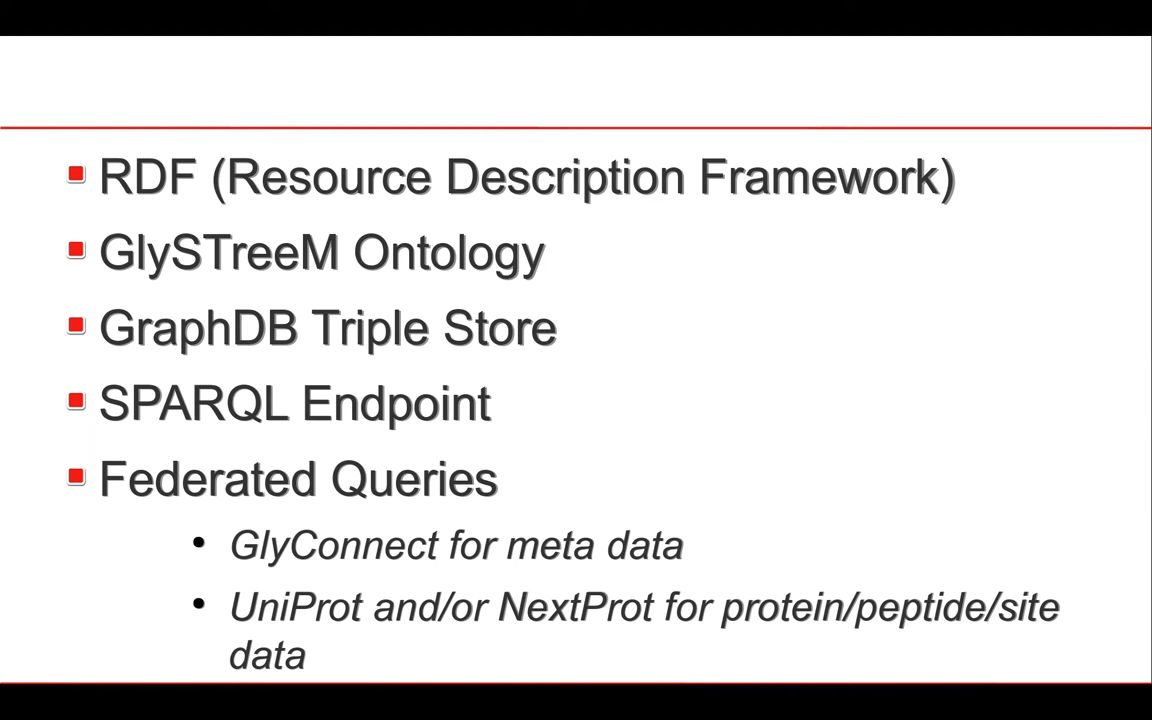 RDF (Resource Description Framework)
GlySTreeM Ontology
GraphDB Triple Store
SPARQL Endpoint
Federated Queries
GlyConnect for meta data
UniProt and/or NextProt for protein/peptide/site
data